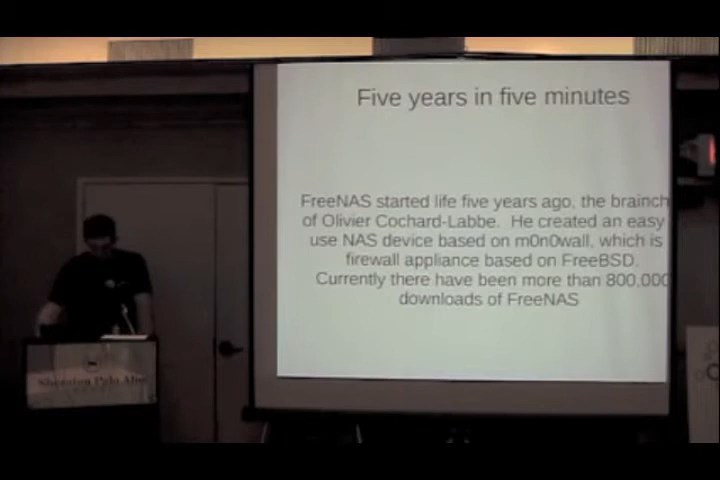 Five years in five minutes
FreeNAS started life five years ago, the brainch
of Olivier Cochard-Labbe. He created an easy
use NAS device based on m0n0wall, which is
firewall appliance based on FreeBSD.
Currently there have been more than 800,000
downloads of FreeNAS
Sheraton Palo Alto